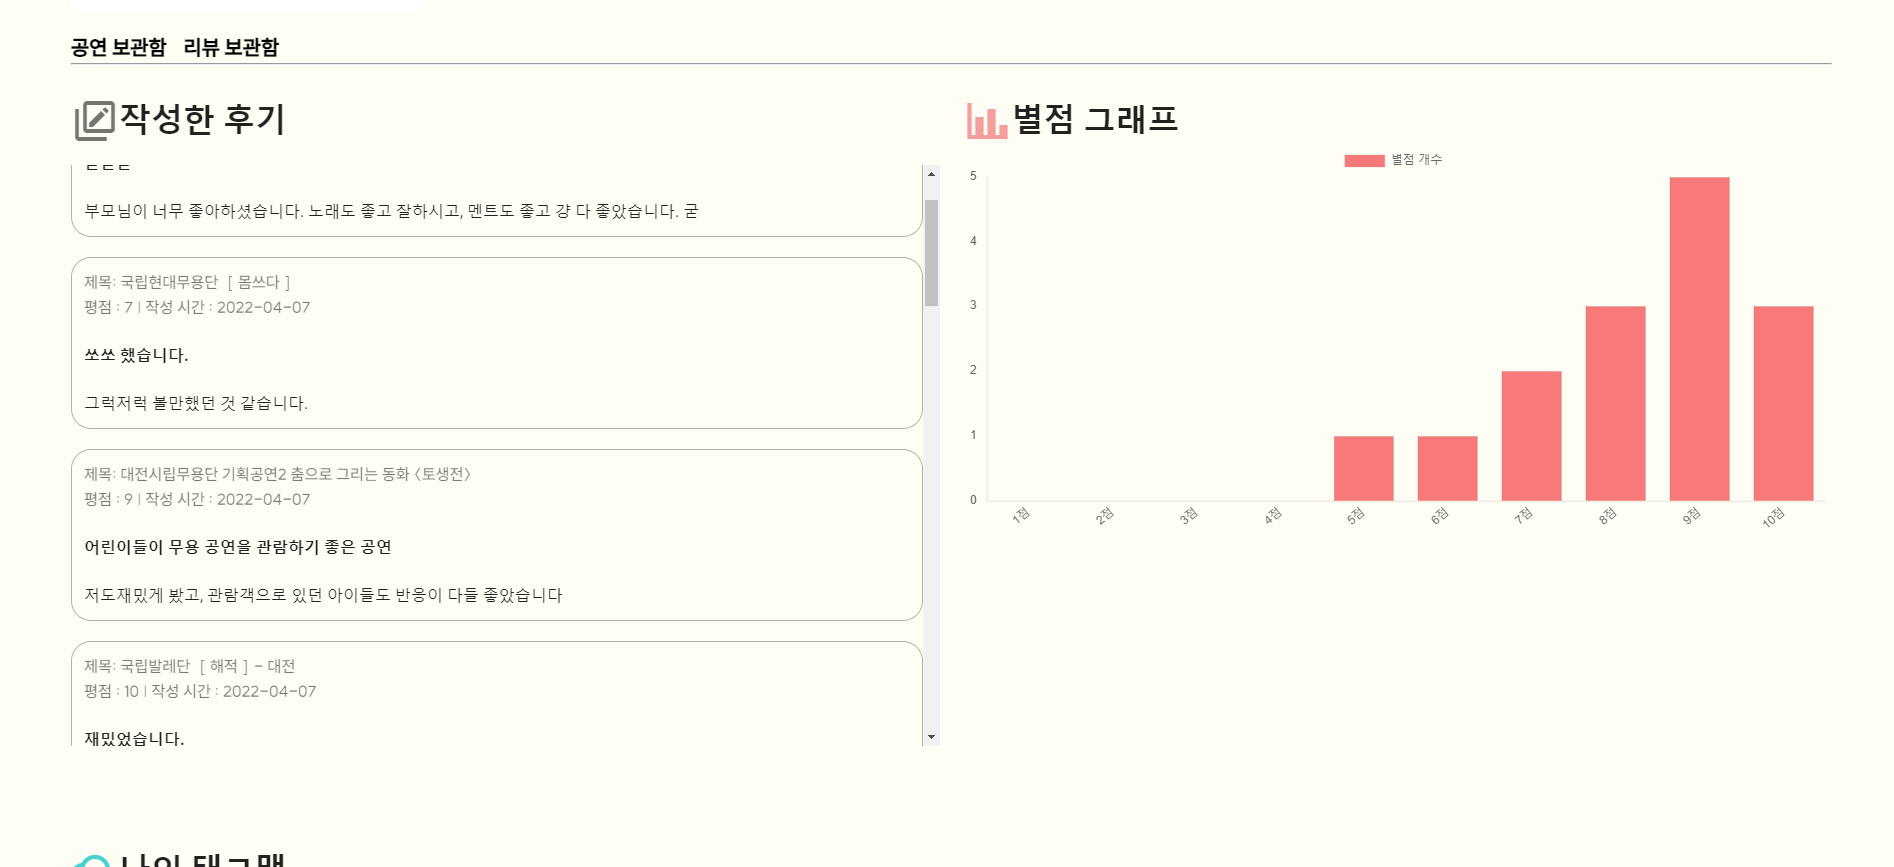 공연 보관함 리뷰 보관함
작성한 후기
부모님이 너무 좋아하셨습니다. 노래도 좋고 잘하시고, 멘트도 좋고 걍 다 좋았습니다. 굳
제목: 국립현대무용단 [ 몸쓰다 ]
평점 : 7 | 작성 시간 : 2022-04-07
쏘쏘 했습니다.
그럭저럭 볼만했던 것 같습니다.
제목: 대전시립무용단 기획공연2 춤으로 그리는 동화 <토생전>
평점 : 9 | 작성 시간 : 2022-04-07
어린이들이 무용 공연을 관람하기 좋은 공연
저도재밌게 봤고, 관람객으로 있던 아이들도 반응이 다들 좋았습니다
제목: 국립발레단 [ 해적 ] - 대전
평점 : 10 | 작성 시간 : 2022-04-07
재밌었습니다.
별점 그래프
별점 개수
5
4
3
2
1
0
1점 2점 3점 4점 5점 6점 7점 8점 9점 10점
나의 태그맵